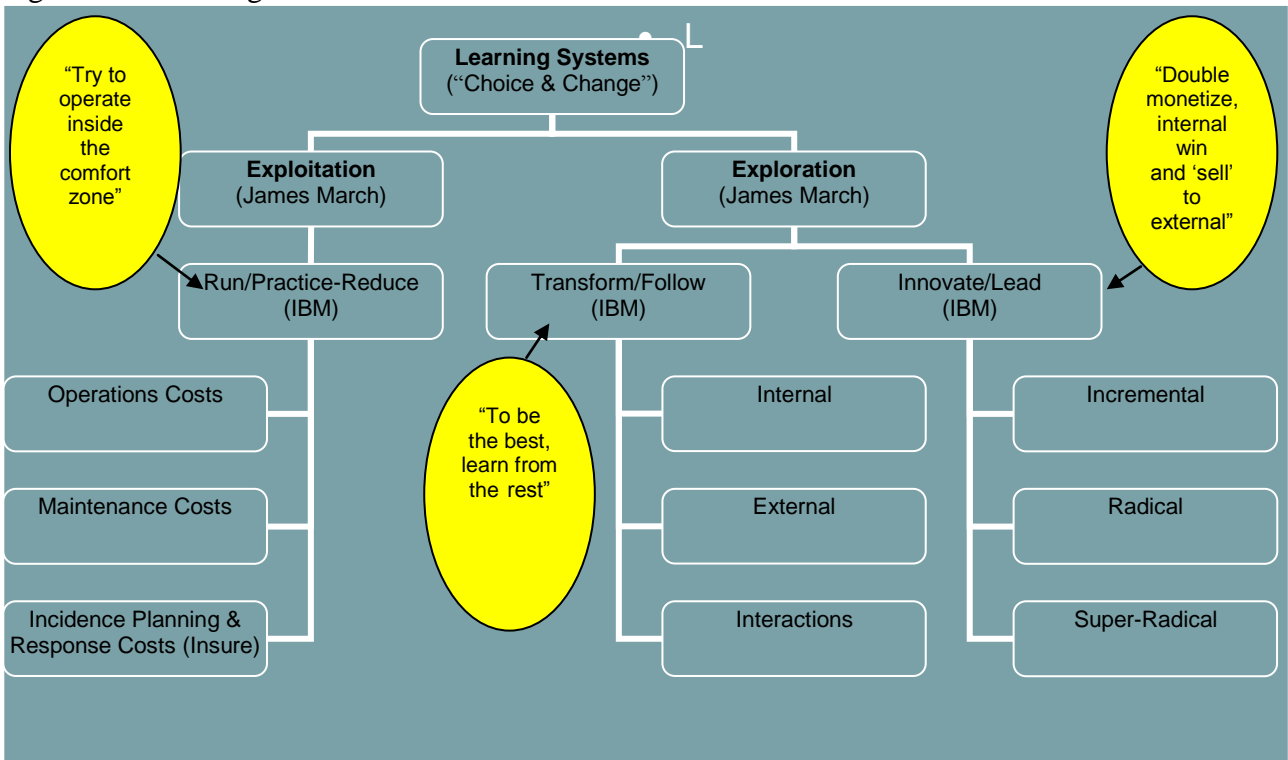 • L
Learning Systems
(“Choice & Change”)
“Try to
operate
inside
the
comfort
zone”
“Double
monetize,
internal
win
and ‘sell’
to
external”
Exploitation
(James March)
Exploration
(James March)
Run/Practice-Reduce
(IBM)
Transform/Follow
(IBM)
Innovate/Lead
(IBM)
“To be
the best,
learn from
the rest”
Operations Costs
Maintenance Costs
Incidence Planning &
Response Costs (Insure)
Internal
External
Interactions
Incremental
Radical
Super-Radical